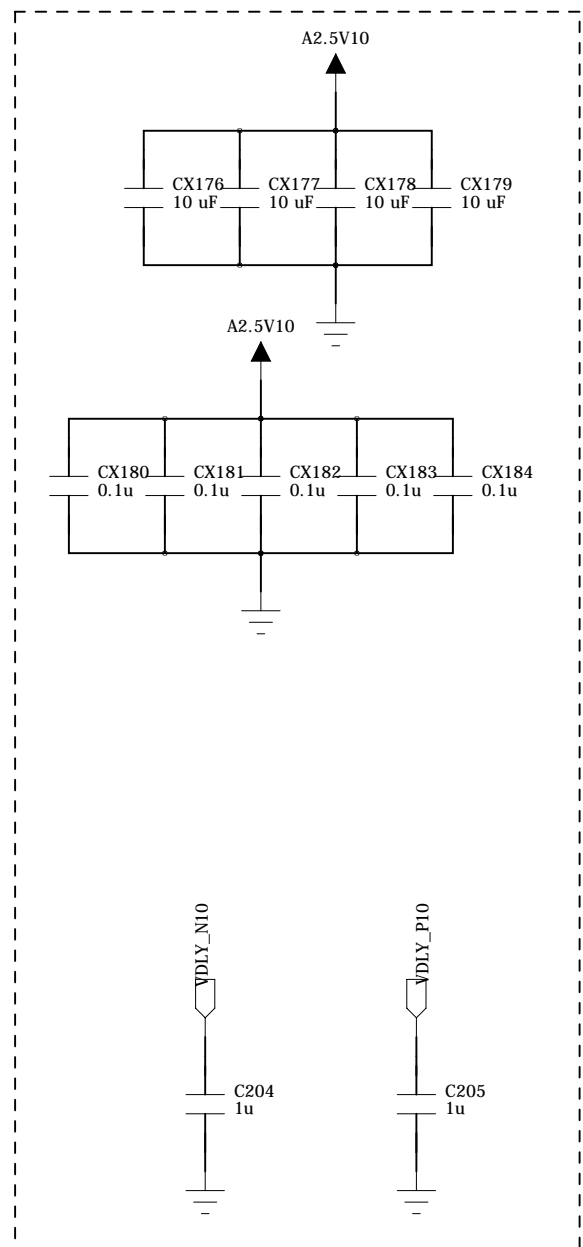 A2.5V10
CX176 CX177 CX178 CX179
10 uF 10 uF 10 uF 10 uF
A2.5V10
CX180 CX181 CX182 CX183 CX184
0.1u 0.1u 0.1u 0.1u 0.1u
VDLY_N10
VDLY_P10
C204 C205
1u 1u